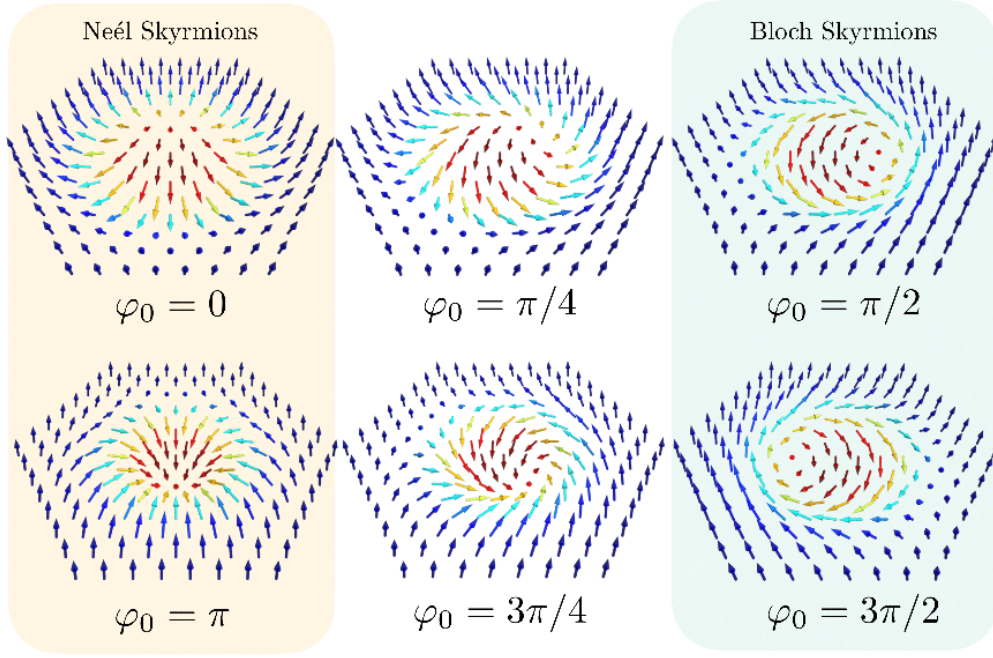 Neél Skyrmions
Bloch Skyrmions
φ₀ = 0
φ₀ = π/4
φ₀ = π/2
φ₀ = π
φ₀ = 3π/4
φ₀ = 3π/2